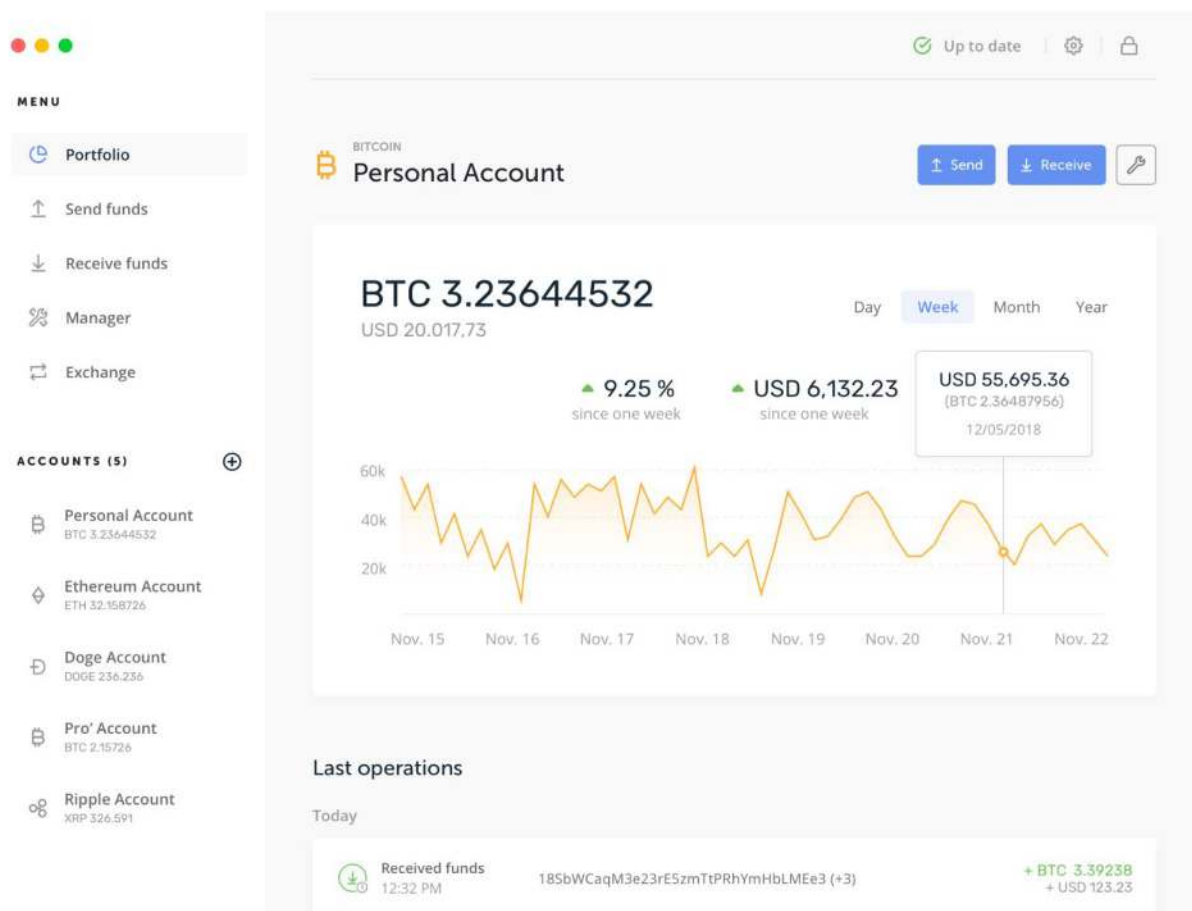 Up to date
MENU
Portfolio
Send funds
Receive funds
Manager
Exchange
ACCOUNTS (5)
Personal Account
BTC 3.23644532
Ethereum Account
ETH 32.158726
Doge Account
DOGE 236.236
Pro' Account
BTC 2.15726
Ripple Account
XRP 326.591
BITCOIN
Personal Account
Send
Receive
BTC 3.23644532
USD 20.017,73
Day Week Month Year
9.25 %
since one week
USD 6,132.23
since one week
USD 55,695.36
(BTC 2.36487956)
12/05/2018
60k
40k
20k
Nov. 15 Nov. 16 Nov. 17 Nov. 18 Nov. 19 Nov. 20 Nov. 21 Nov. 22
Last operations
Today
Received funds
12:32 PM
18SbWCaqM3e23rE5zmTtPRhYmHbLMEe3 (+3)
+ BTC 3.39238
+ USD 123.23